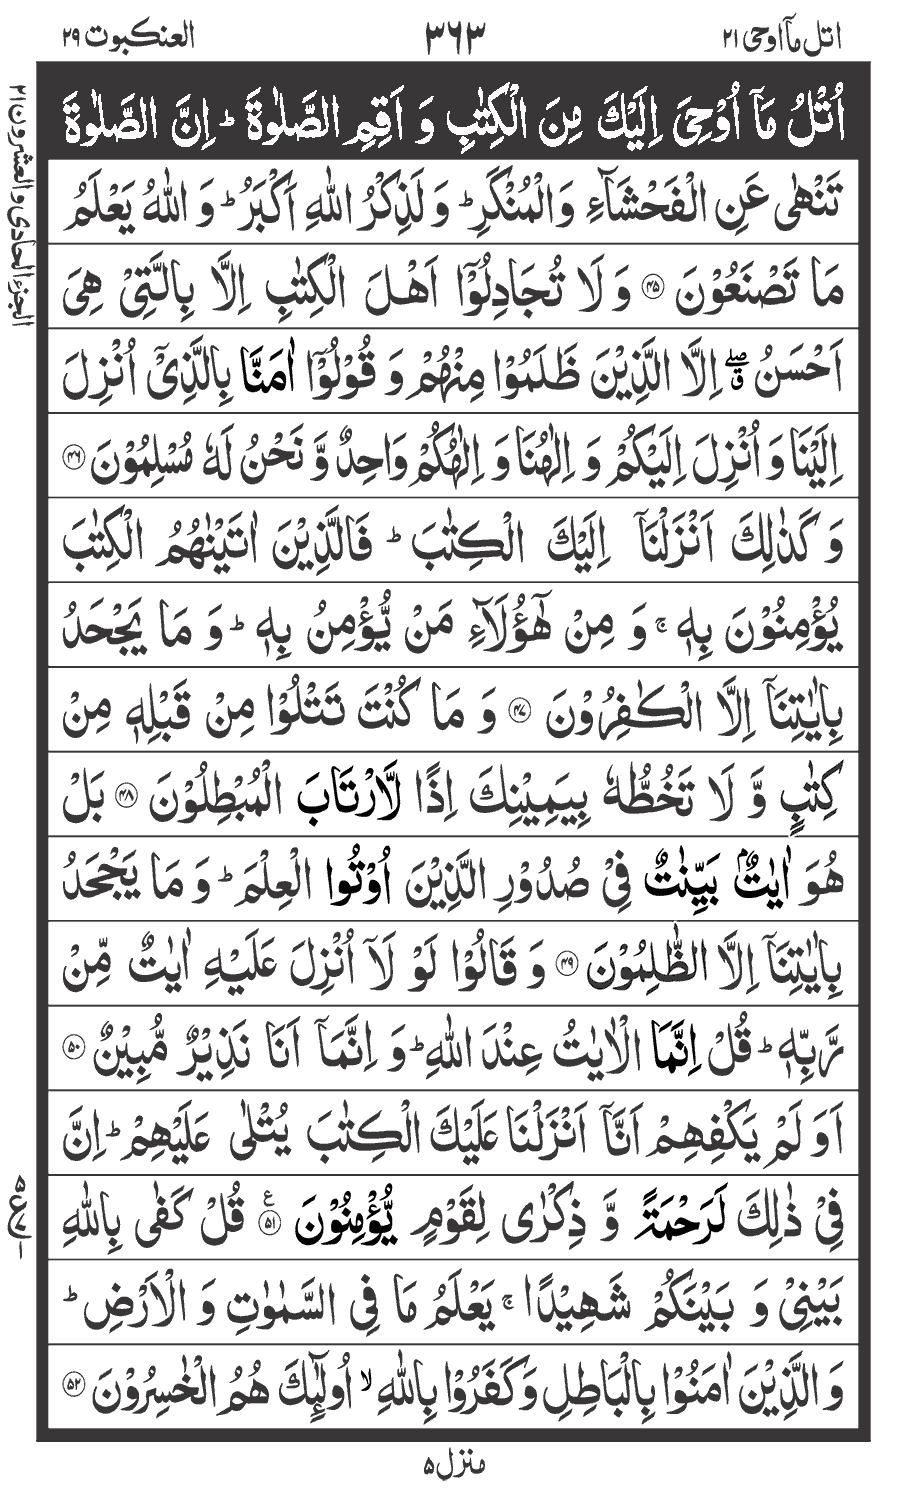 اتل مآ اوحی ۲۱
۳۶۳
العنکبوت ۲۹
الجزء الحادی والعشرون ۲۱
اُتْلُ مَاۤ اُوْحِیَ اِلَیْكَ مِنَ الْكِتٰبِ وَ اَقِمِ الصَّلٰوةَ ؕ اِنَّ الصَّلٰوةَ
تَنْهٰی عَنِ الْفَحْشَآءِ وَالْمُنْكَرِ ؕ وَ لَذِكْرُ اللّٰهِ اَكْبَرُ ؕ وَ اللّٰهُ یَعْلَمُ
مَا تَصْنَعُوْنَ ۝۴۵ وَ لَا تُجَادِلُوْۤا اَهْلَ الْكِتٰبِ اِلَّا بِالَّتِیْ هِیَ
اَحْسَنُ ۖۗ اِلَّا الَّذِیْنَ ظَلَمُوْا مِنْهُمْ وَ قُوْلُوْۤا اٰمَنَّا بِالَّذِیْۤ اُنْزِلَ
اِلَیْنَا وَ اُنْزِلَ اِلَیْكُمْ وَ اِلٰهُنَا وَ اِلٰهُكُمْ وَاحِدٌ وَّ نَحْنُ لَهٗ مُسْلِمُوْنَ ۝۴۶
وَ كَذٰلِكَ اَنْزَلْنَاۤ اِلَیْكَ الْكِتٰبَ ؕ فَالَّذِیْنَ اٰتَیْنٰهُمُ الْكِتٰبَ
یُؤْمِنُوْنَ بِهٖ ۚ وَ مِنْ هٰۤؤُلَآءِ مَنْ یُّؤْمِنُ بِهٖ ؕ وَ مَا یَجْحَدُ
بِاٰیٰتِنَاۤ اِلَّا الْكٰفِرُوْنَ ۝۴۷ وَ مَا كُنْتَ تَتْلُوْا مِنْ قَبْلِهٖ مِنْ
كِتٰبٍ وَّ لَا تَخُطُّهٗ بِیَمِیْنِكَ اِذًا لَّارْتَابَ الْمُبْطِلُوْنَ ۝۴۸ بَلْ
هُوَ اٰیٰتٌۢ بَیِّنٰتٌ فِیْ صُدُوْرِ الَّذِیْنَ اُوْتُوا الْعِلْمَ ؕ وَ مَا یَجْحَدُ
بِاٰیٰتِنَاۤ اِلَّا الظّٰلِمُوْنَ ۝۴۹ وَ قَالُوْا لَوْ لَاۤ اُنْزِلَ عَلَیْهِ اٰیٰتٌ مِّنْ
رَّبِّهٖ ؕ قُلْ اِنَّمَا الْاٰیٰتُ عِنْدَ اللّٰهِ ؕ وَ اِنَّمَاۤ اَنَا نَذِیْرٌ مُّبِیْنٌ ۝۵۰
اَوَ لَمْ یَكْفِهِمْ اَنَّاۤ اَنْزَلْنَا عَلَیْكَ الْكِتٰبَ یُتْلٰی عَلَیْهِمْ ؕ اِنَّ
فِیْ ذٰلِكَ لَرَحْمَةً وَّ ذِكْرٰی لِقَوْمٍ یُّؤْمِنُوْنَ ۝۵۱ ع قُلْ كَفٰی بِاللّٰهِ
بَیْنِیْ وَ بَیْنَكُمْ شَهِیْدًا ۚ یَعْلَمُ مَا فِی السَّمٰوٰتِ وَ الْاَرْضِ ؕ
وَ الَّذِیْنَ اٰمَنُوْا بِالْبَاطِلِ وَ كَفَرُوْا بِاللّٰهِ ۙ اُولٰٓىِٕكَ هُمُ الْخٰسِرُوْنَ ۝۵۲
منزل ۵